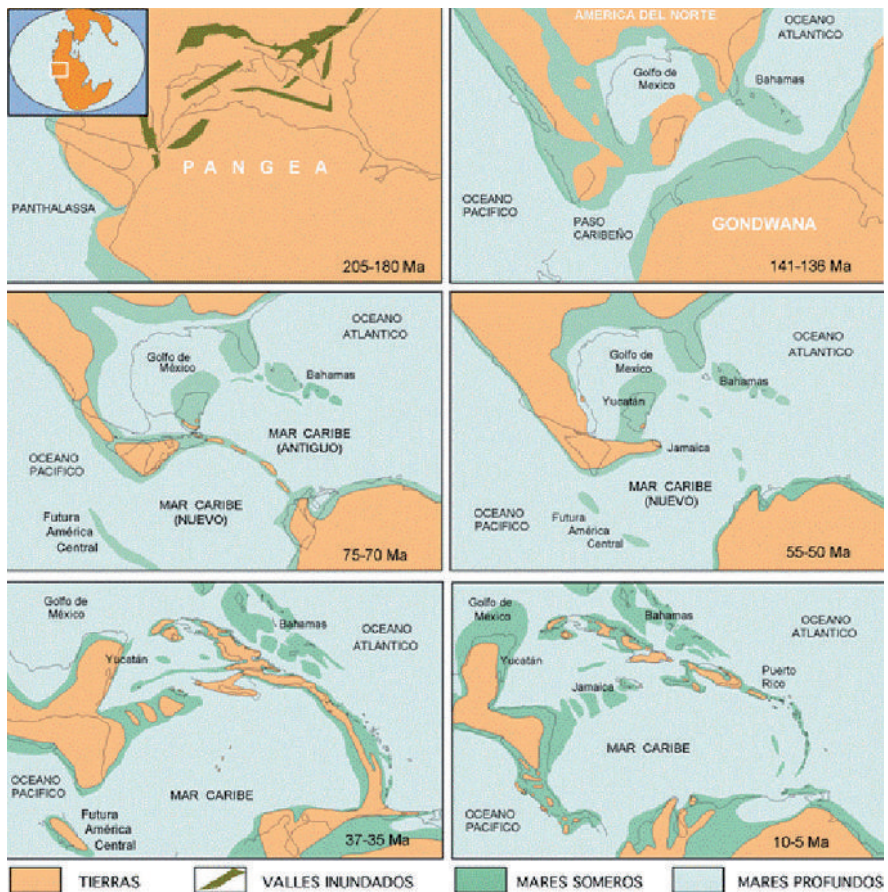 PANGEA
PANTHALASSA
205-180 Ma
AMERICA DEL NORTE
OCEANO
ATLANTICO
Golfo de
Mexico
Bahamas
OCEANO
PACIFICO
PASO
CARIBEÑO
GONDWANA
141-136 Ma
OCEANO
ATLANTICO
Golfo de
México
Bahamas
MAR CARIBE
(ANTIGUO)
OCEANO
PACIFICO
MAR CARIBE
(NUEVO)
Futura
América
Central
75-70 Ma
OCEANO
ATLANTICO
Golfo de
Mexico
Bahamas
Yucatán
Jamaica
MAR CARIBE
(NUEVO)
OCEANO
PACIFICO
Futura
América
Central
55-50 Ma
Golfo de
México
Bahamas
OCEANO
ATLANTICO
Yucatán
OCEANO
PACIFICO
MAR CARIBE
Futura
América
Central
37-35 Ma
Golfo de
México
Bahamas
OCEANO
ATLANTICO
Yucatán
Jamaica
Puerto
Rico
MAR CARIBE
OCEANO
PACIFICO
10-5 Ma
TIERRAS
VALLES INUNDADOS
MARES SOMEROS
MARES PROFUNDOS